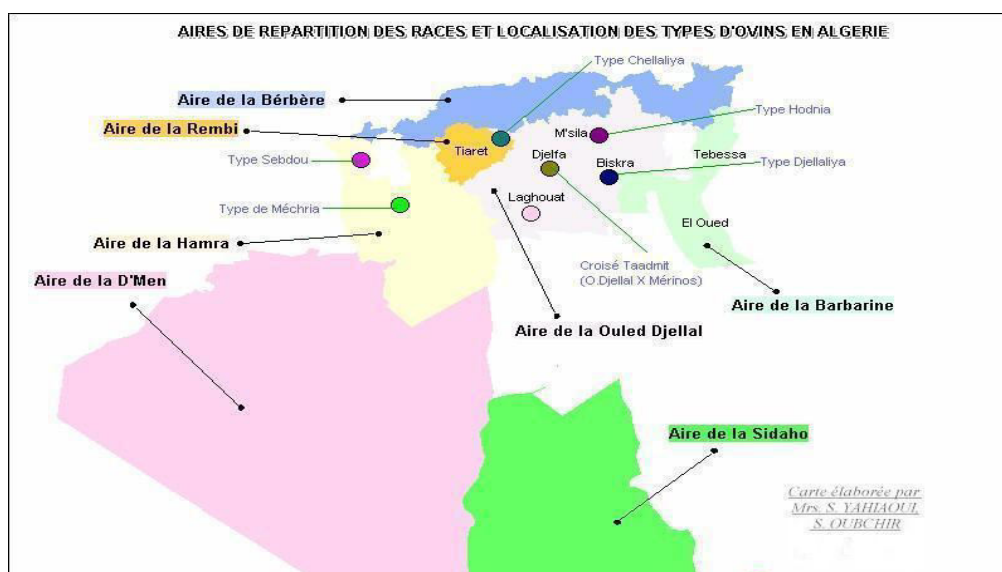 AIRES DE REPARTITION DES RACES ET LOCALISATION DES TYPES D'OVINS EN ALGERIE
Type Chellaliya
Aire de la Bérbère
Type Hodnia
Aire de la Rembi
M'sila
Tiaret
Djelfa
Biskra
Tebessa
Type Sebdou
Type Djellaliya
Laghouat
Type de Méchria
El Oued
Aire de la Hamra
Croisé Taadmit
(O.Djellal X Mérinos)
Aire de la D'Men
Aire de la Barbarine
Aire de la Ouled Djellal
Aire de la Sidaho
Carte élaborée par
Mrs. S. YAHIAOUI,
S. OUBCHIR